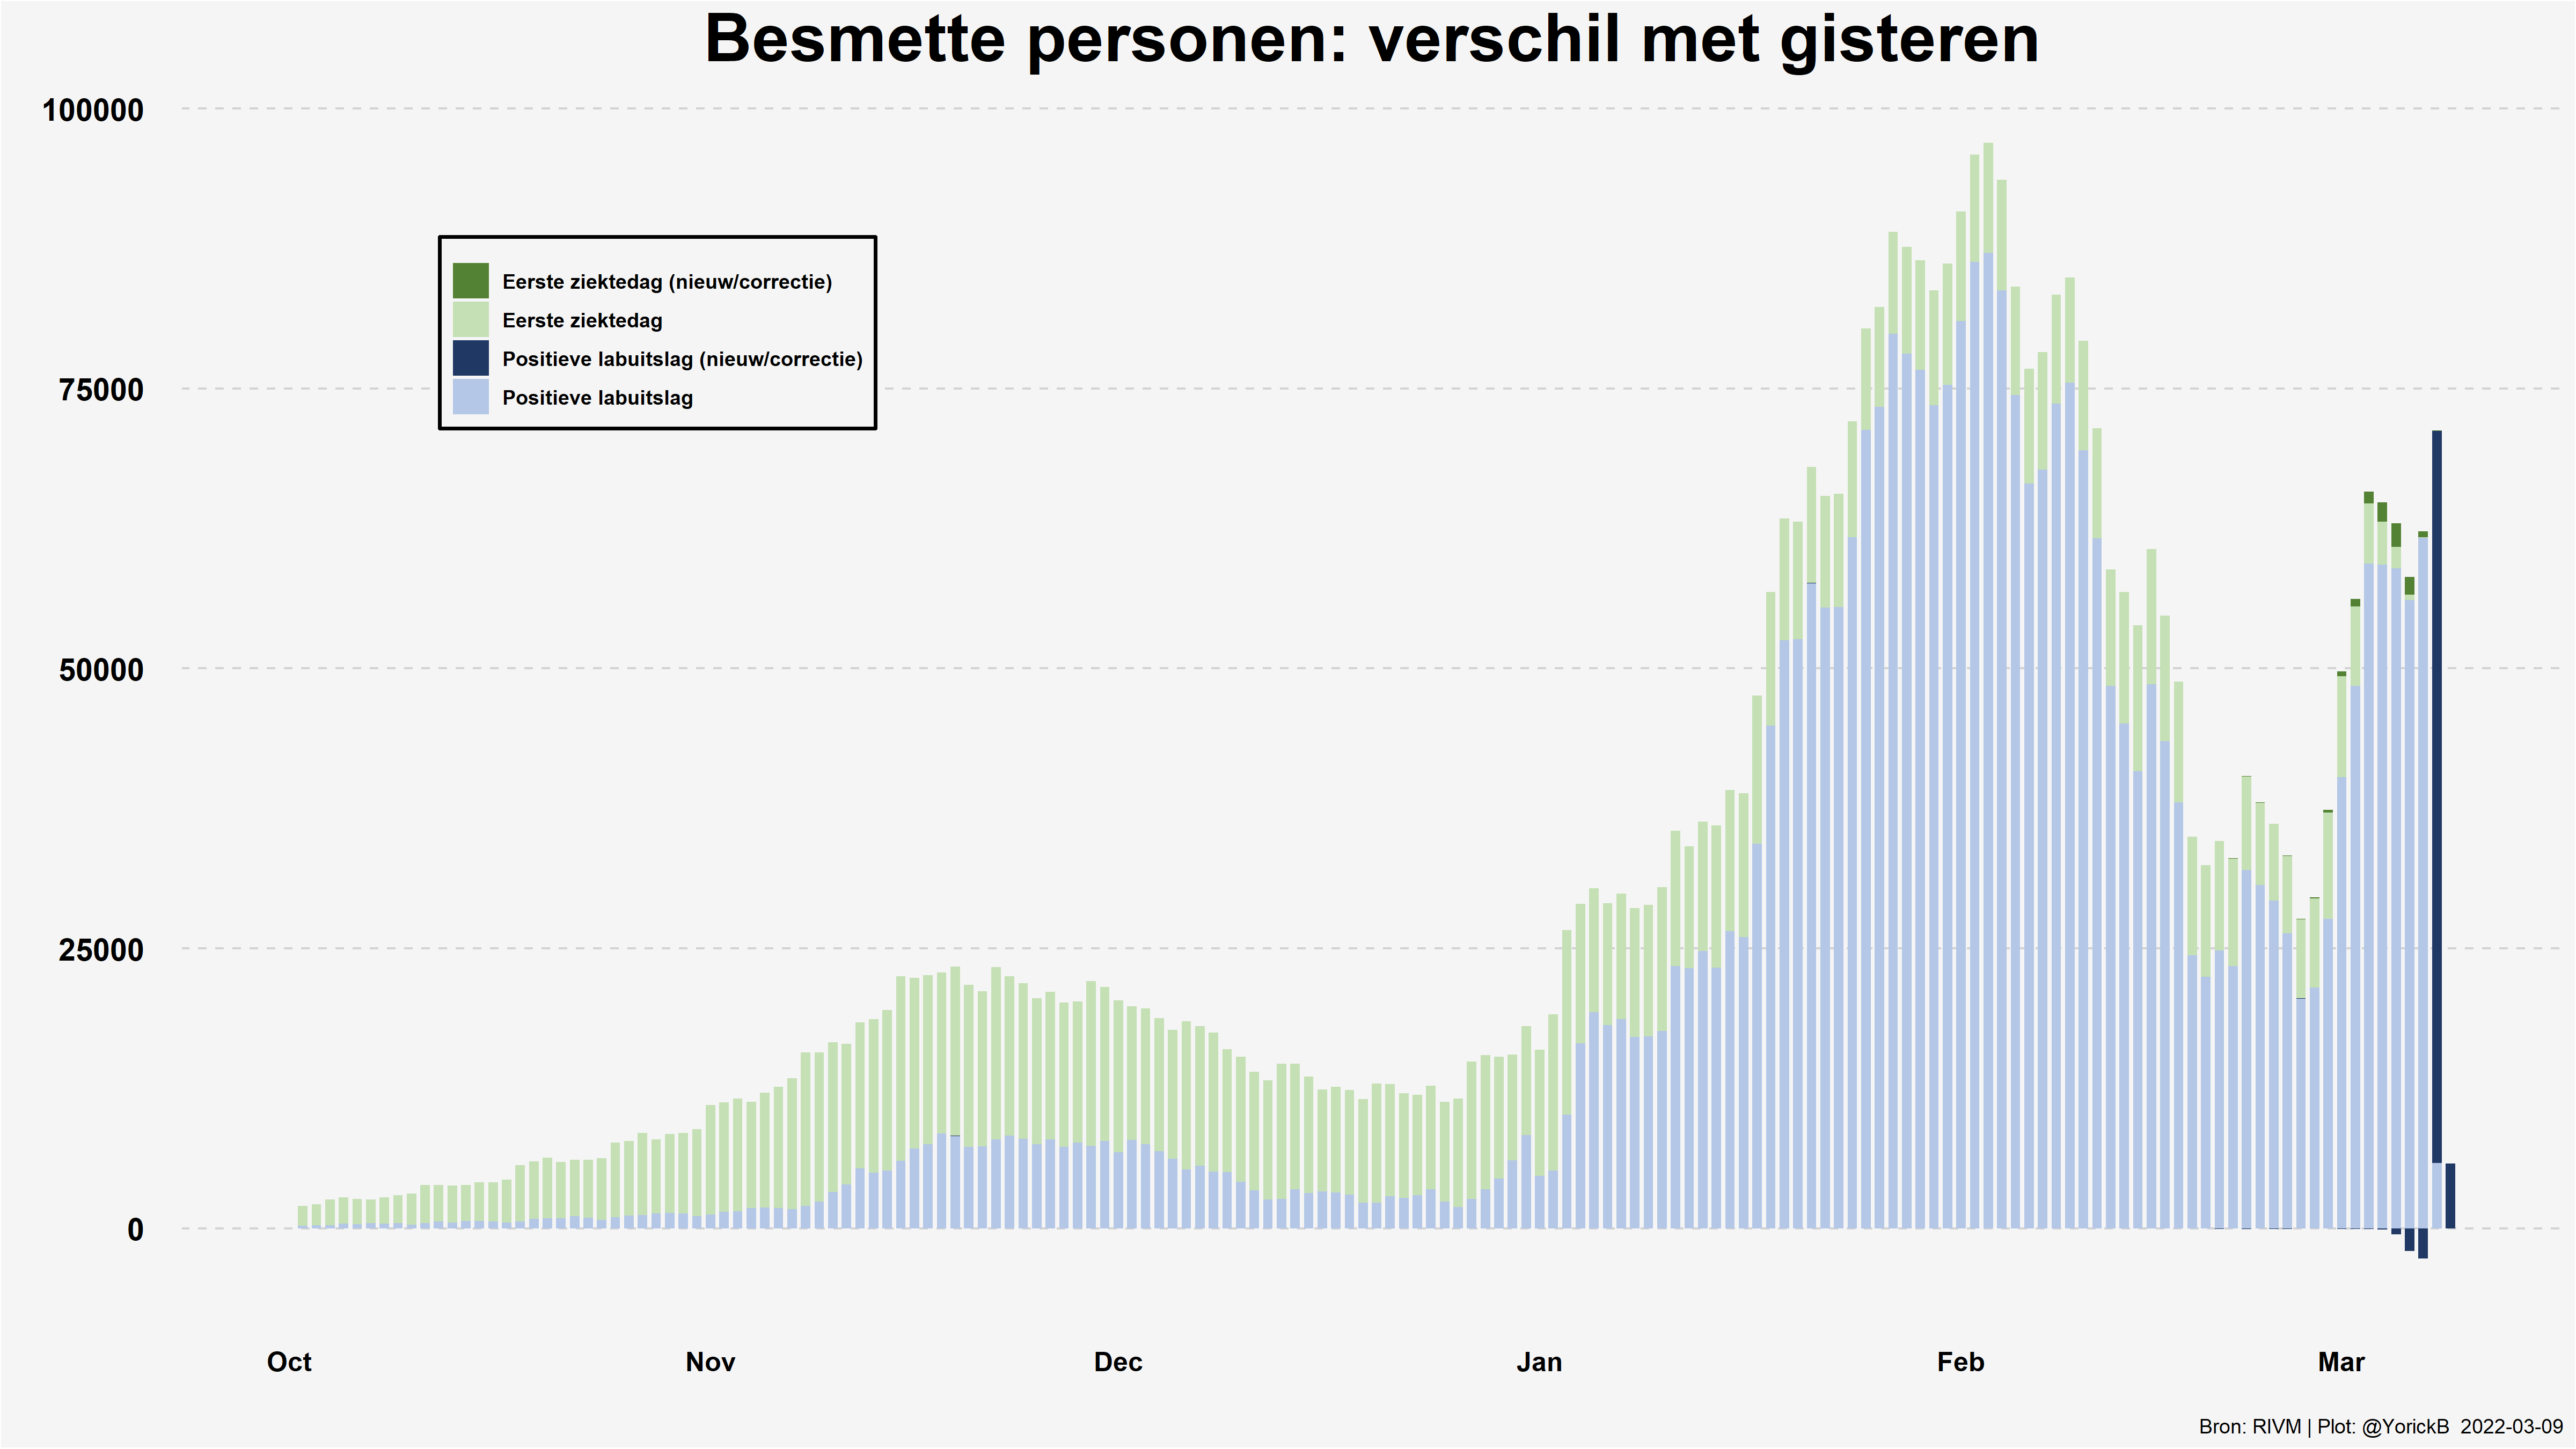 Besmette personen: verschil met gisteren
100000
75000
50000
25000
0
Eerste ziektedag (nieuw/correctie)
Eerste ziektedag
Positieve labuitslag (nieuw/correctie)
Positieve labuitslag
Oct Nov Dec Jan Feb Mar
Bron: RIVM | Plot: @YorickB 2022-03-09